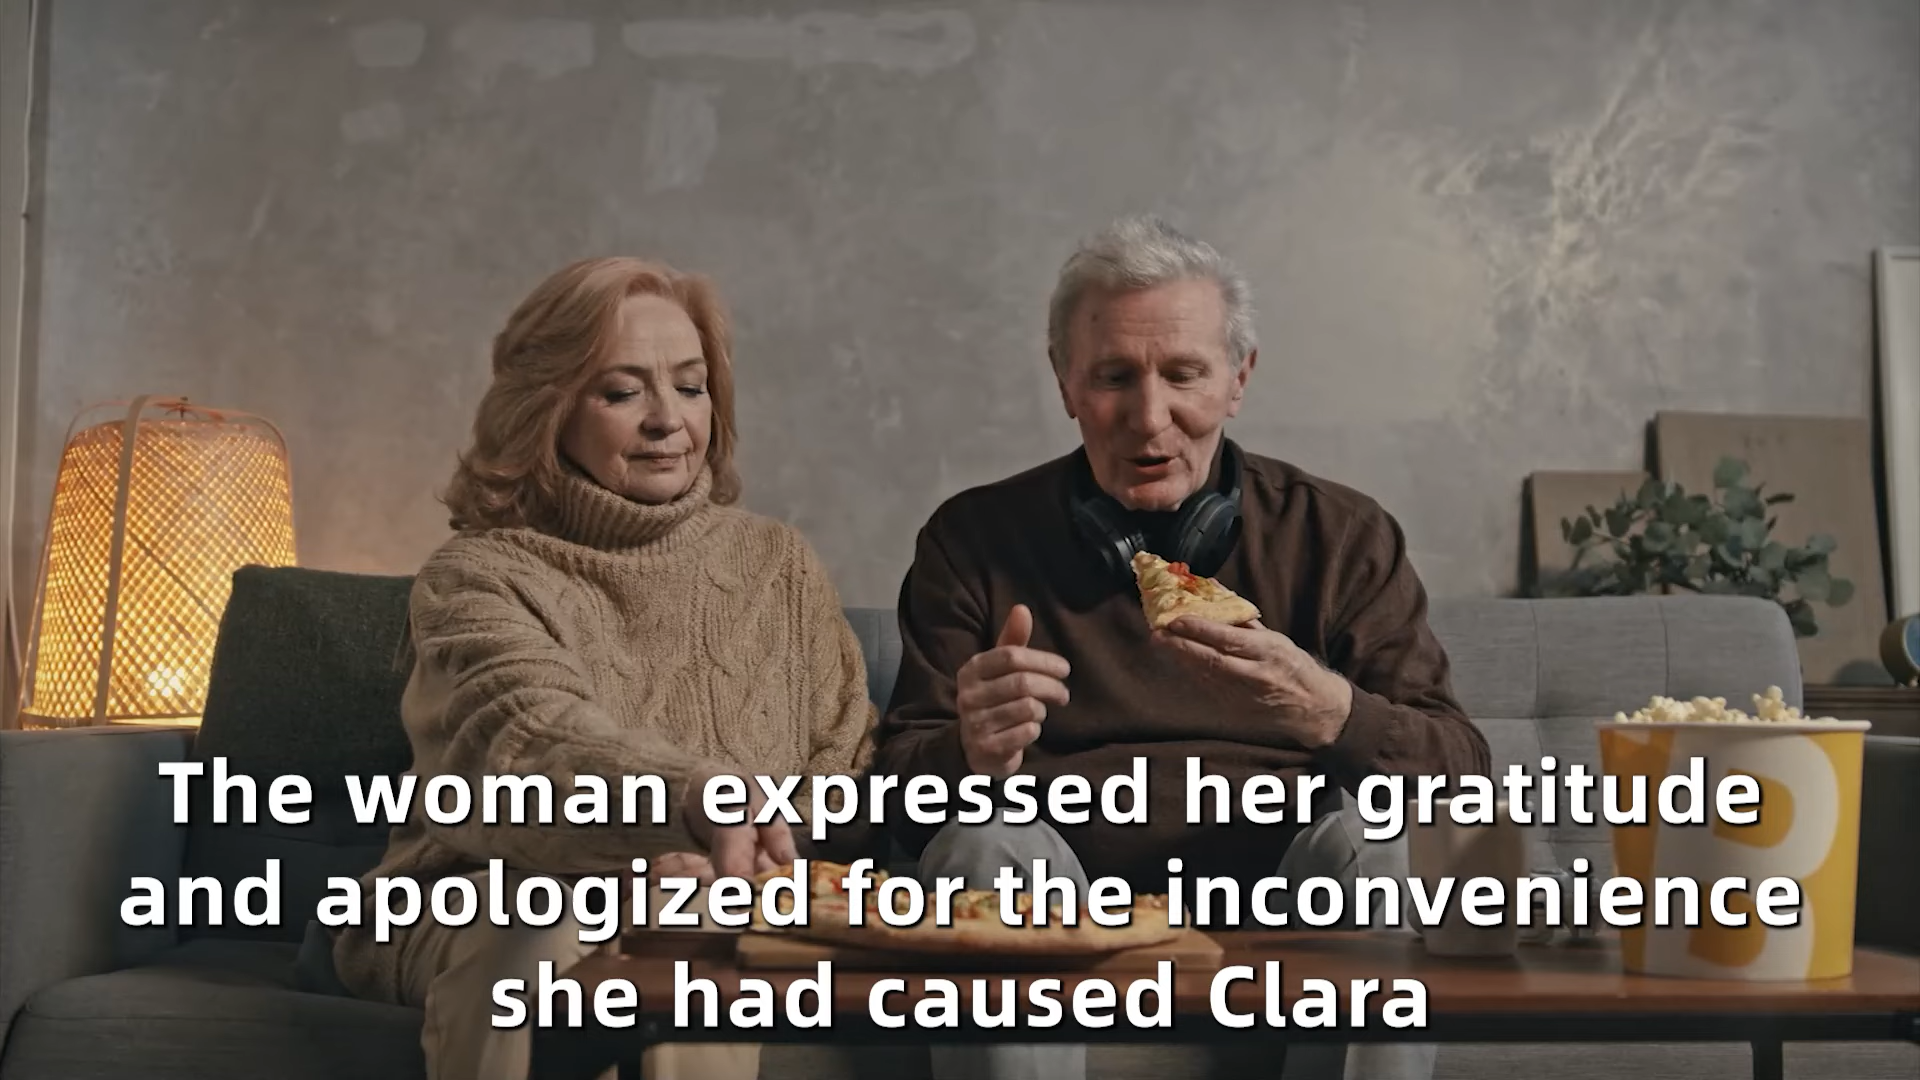 The woman expressed her gratitude
and apologized for the inconvenience
she had caused Clara
B